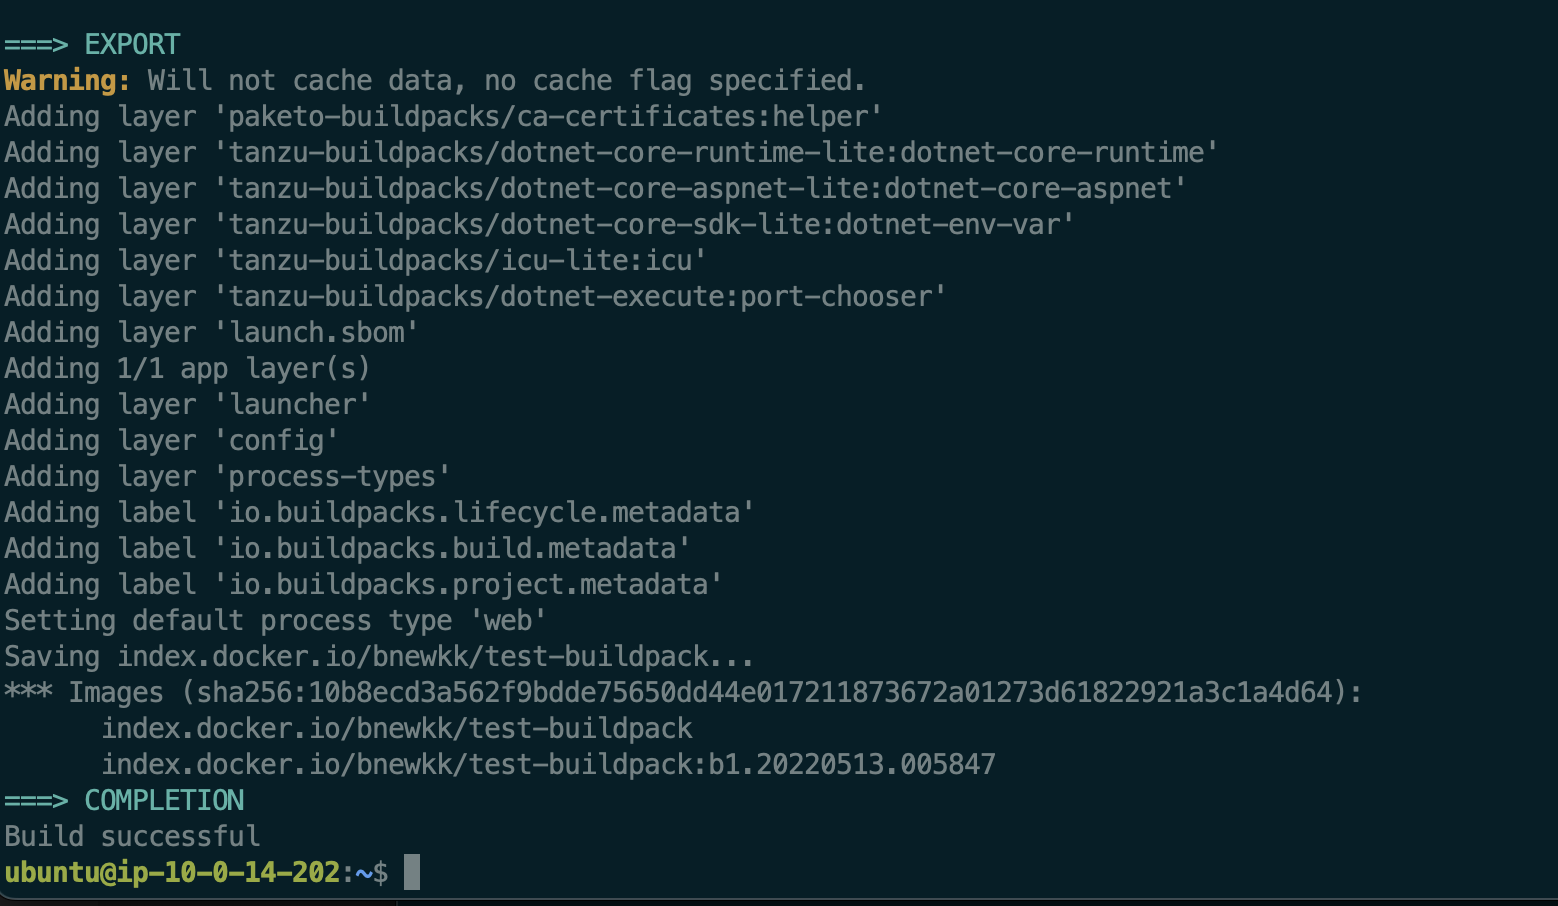 ===> EXPORT
Warning: Will not cache data, no cache flag specified.
Adding layer 'paketo-buildpacks/ca-certificates:helper'
Adding layer 'tanzu-buildpacks/dotnet-core-runtime-lite:dotnet-core-runtime'
Adding layer 'tanzu-buildpacks/dotnet-core-aspnet-lite:dotnet-core-aspnet'
Adding layer 'tanzu-buildpacks/dotnet-core-sdk-lite:dotnet-env-var'
Adding layer 'tanzu-buildpacks/icu-lite:icu'
Adding layer 'tanzu-buildpacks/dotnet-execute:port-chooser'
Adding layer 'launch.sbom'
Adding 1/1 app layer(s)
Adding layer 'launcher'
Adding layer 'config'
Adding layer 'process-types'
Adding label 'io.buildpacks.lifecycle.metadata'
Adding label 'io.buildpacks.build.metadata'
Adding label 'io.buildpacks.project.metadata'
Setting default process type 'web'
Saving index.docker.io/bnewkk/test-buildpack...
*** Images (sha256:10b8ecd3a562f9bdde75650dd44e017211873672a01273d61822921a3c1a4d64):
      index.docker.io/bnewkk/test-buildpack
      index.docker.io/bnewkk/test-buildpack:b1.20220513.005847
===> COMPLETION
Build successful
ubuntu@ip-10-0-14-202:~$